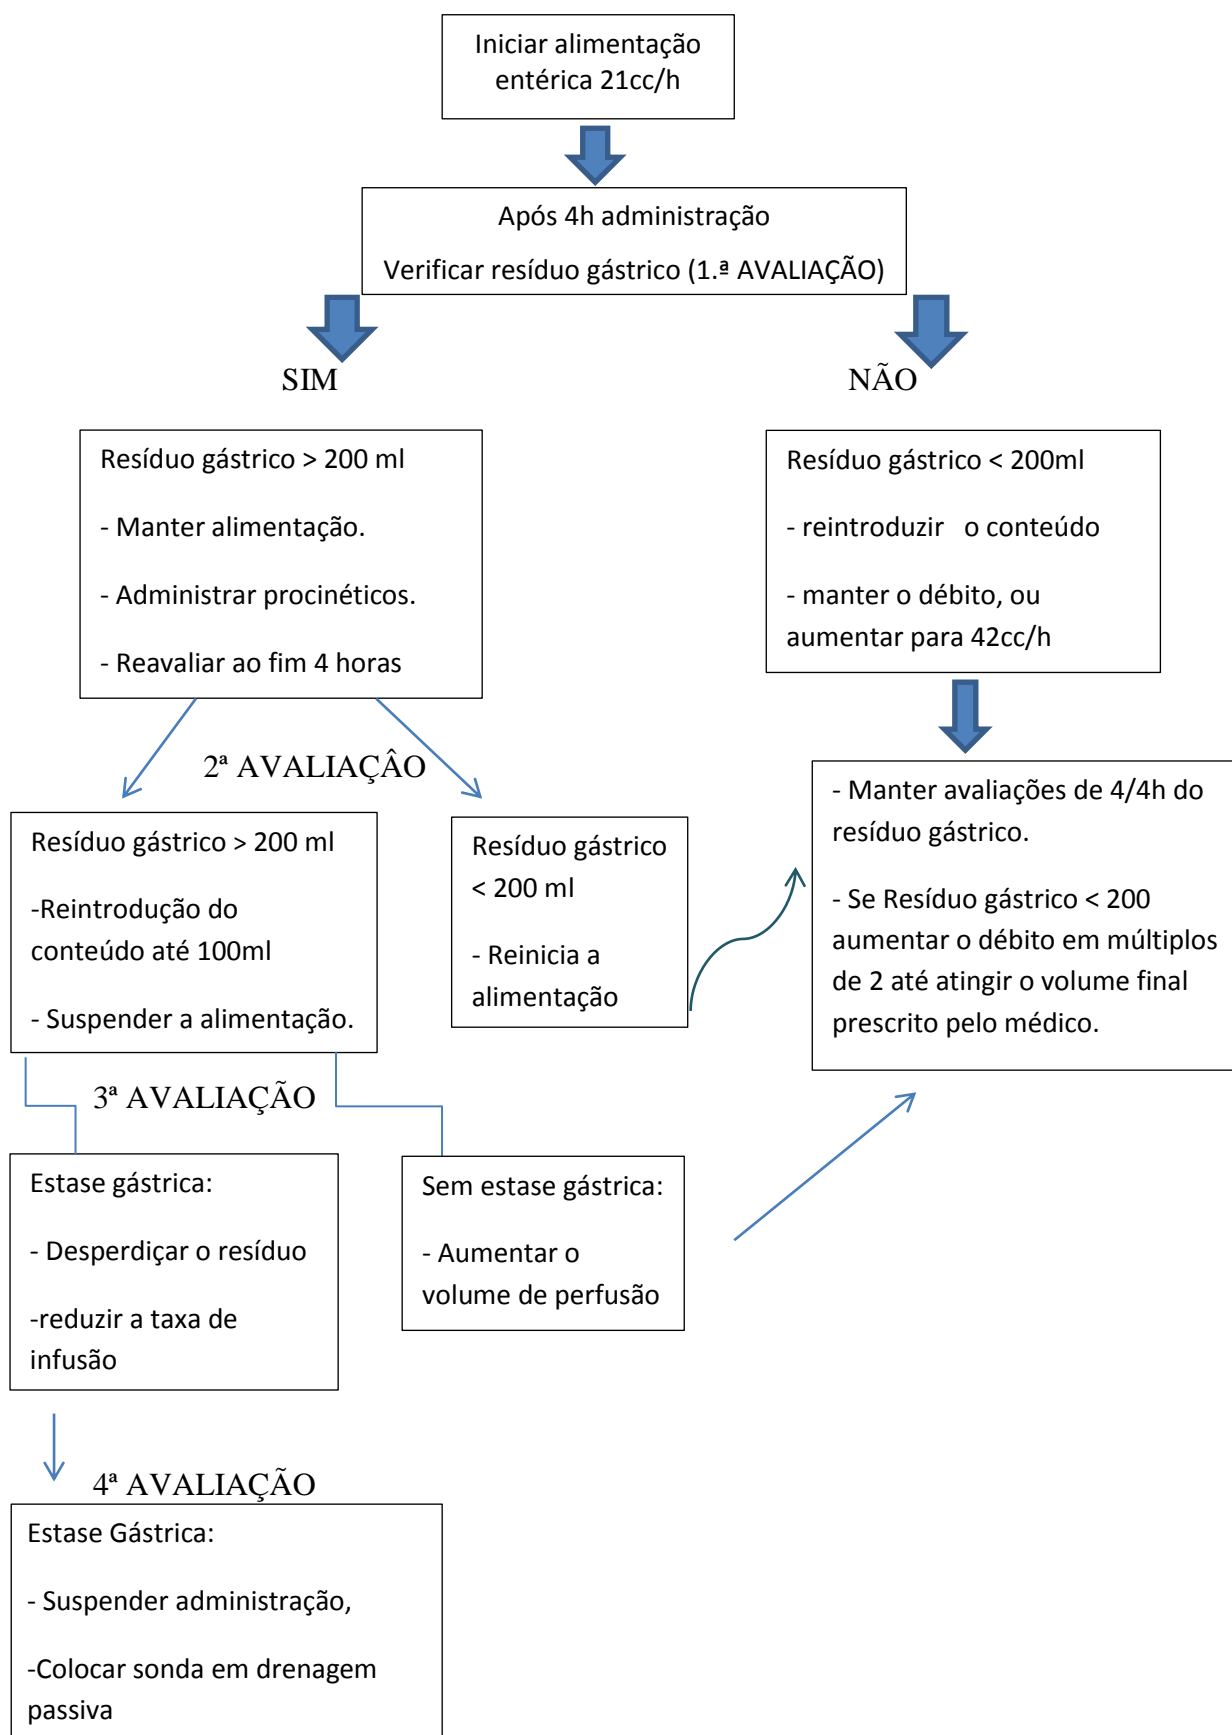 Iniciar alimentação
entérica 21cc/h
Após 4h administração
Verificar resíduo gástrico (1.ª AVALIAÇÃO)
SIM
NÃO
Resíduo gástrico > 200 ml
- Manter alimentação.
- Administrar procinéticos.
- Reavaliar ao fim 4 horas
Resíduo gástrico < 200ml
- reintroduzir o conteúdo
- manter o débito, ou
aumentar para 42cc/h
2ª AVALIAÇÂO
Resíduo gástrico > 200 ml
-Reintrodução do
conteúdo até 100ml
- Suspender a alimentação.
Resíduo gástrico
< 200 ml
- Reinicia a
alimentação
- Manter avaliações de 4/4h do
resíduo gástrico.
- Se Resíduo gástrico < 200
aumentar o débito em múltiplos
de 2 até atingir o volume final
prescrito pelo médico.
3ª AVALIAÇÃO
Estase gástrica:
- Desperdiçar o resíduo
-reduzir a taxa de
infusão
Sem estase gástrica:
- Aumentar o
volume de perfusão
4ª AVALIAÇÃO
Estase Gástrica:
- Suspender administração,
-Colocar sonda em drenagem
passiva